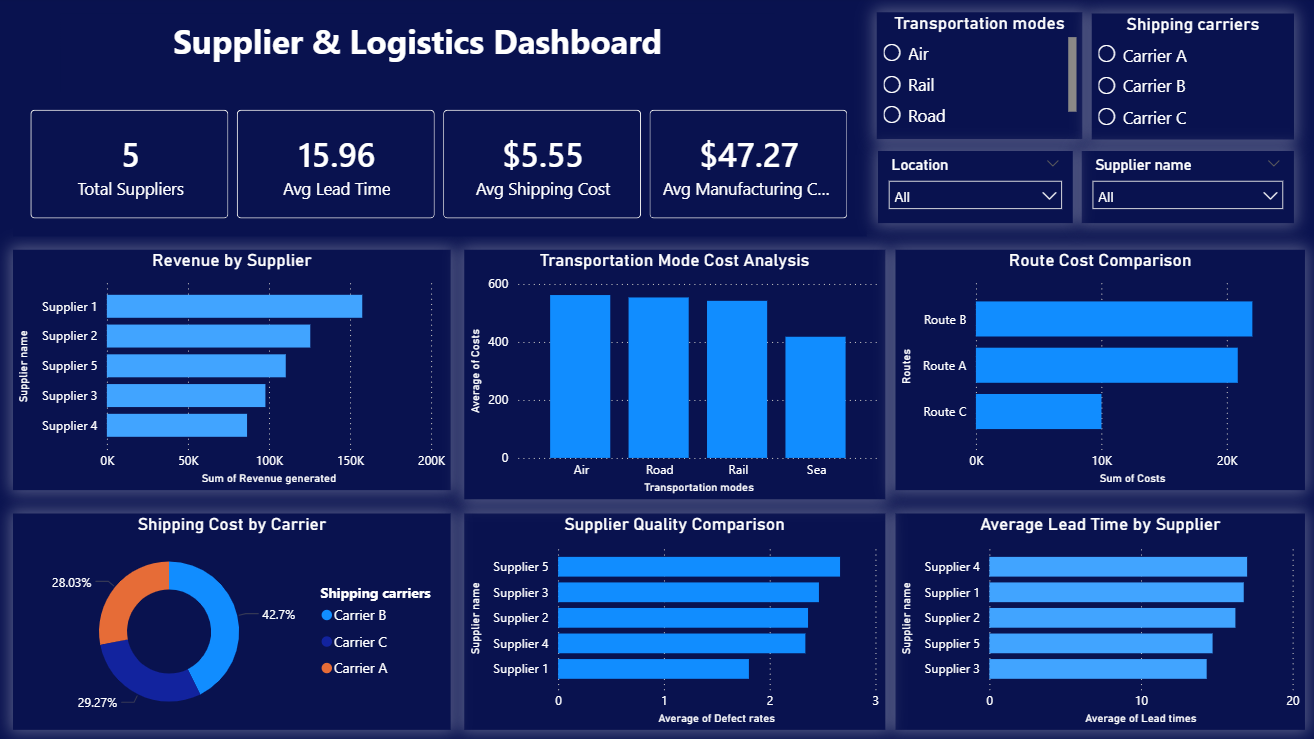 Supplier & Logistics Dashboard
Transportation modes
Air
Rail
Road
Shipping carriers
Carrier A
Carrier B
Carrier C
5
Total Suppliers
15.96
Avg Lead Time
$5.55
Avg Shipping Cost
$47.27
Avg Manufacturing C...
Location
All
Supplier name
All
Revenue by Supplier
Supplier name
Supplier 1
Supplier 2
Supplier 5
Supplier 3
Supplier 4
0K 50K 100K 150K 200K
Sum of Revenue generated
Transportation Mode Cost Analysis
Average of Costs
600
400
200
0
Air Road Rail Sea
Transportation modes
Route Cost Comparison
Routes
Route B
Route A
Route C
0K 10K 20K
Sum of Costs
Shipping Cost by Carrier
28.03%
42.7%
29.27%
Shipping carriers
Carrier B
Carrier C
Carrier A
Supplier Quality Comparison
Supplier name
Supplier 5
Supplier 3
Supplier 2
Supplier 4
Supplier 1
0 1 2 3
Average of Defect rates
Average Lead Time by Supplier
Supplier name
Supplier 4
Supplier 1
Supplier 2
Supplier 5
Supplier 3
0 10 20
Average of Lead times